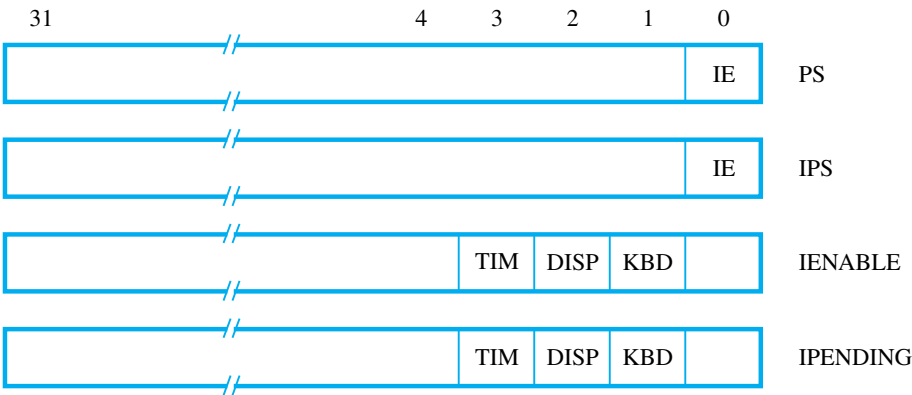 31 4 3 2 1 0
IE PS
IE IPS
TIM DISP KBD IENABLE
TIM DISP KBD IPENDING